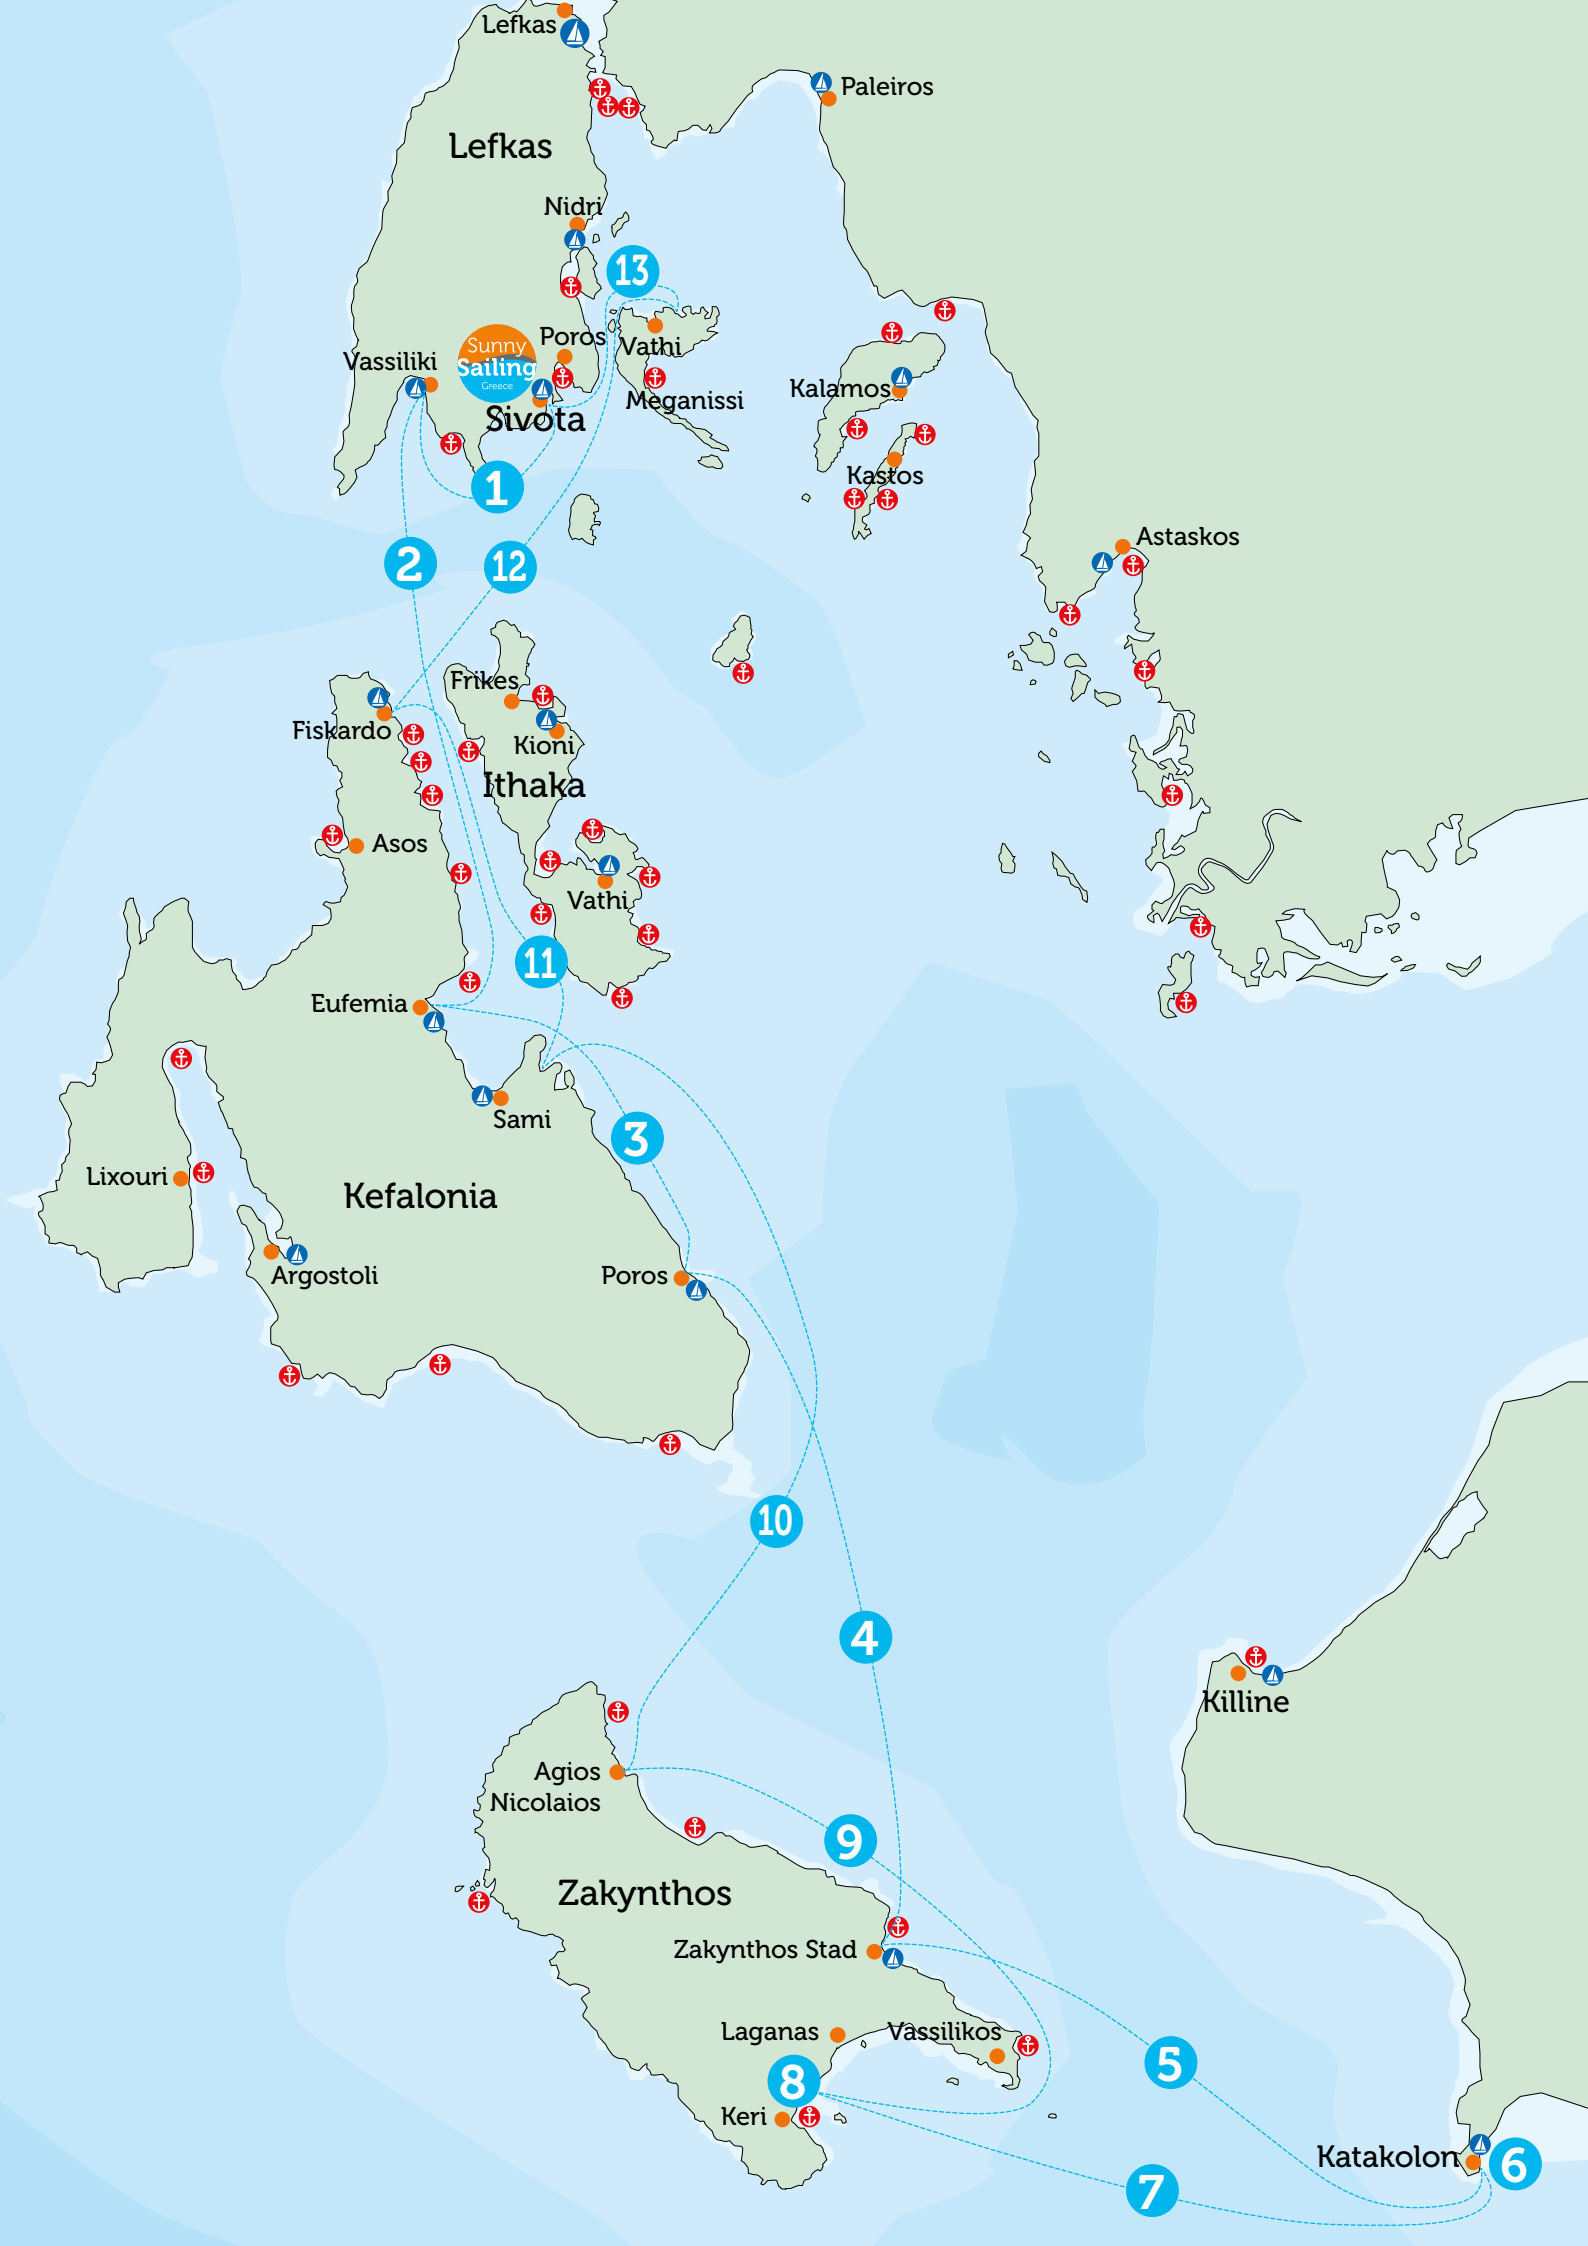 Lefkas
Paleiros
Lefkas
Nidri
13
Sunny
Sailing
Greece
Poros
Vathi
Vassiliki
Kalamos
Meganissi
Sivota
Kastos
1
Astaskos
2
12
Frikes
Fiskardo
Kioni
Ithaka
Asos
Vathi
11
Eufemia
Sami
3
Lixouri
Kefalonia
Argostoli
Poros
10
4
Killine
Agios
Nicolaios
9
Zakynthos
Zakynthos Stad
Laganas
Vassilikos
5
8
Keri
Katakolon
6
7